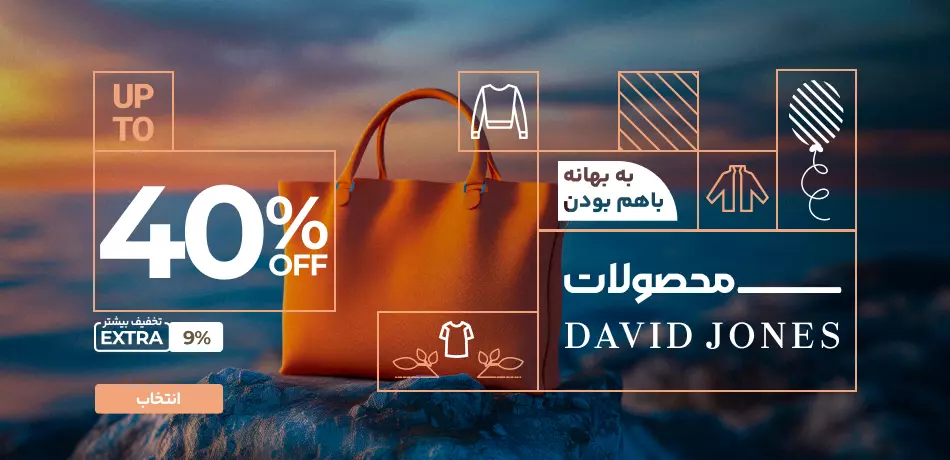 UP
TO
40%
OFF
تخفیف بیشتر
EXTRA 9%
انتخاب
به بهانه
باهم بودن
محصولات
DAVID JONES